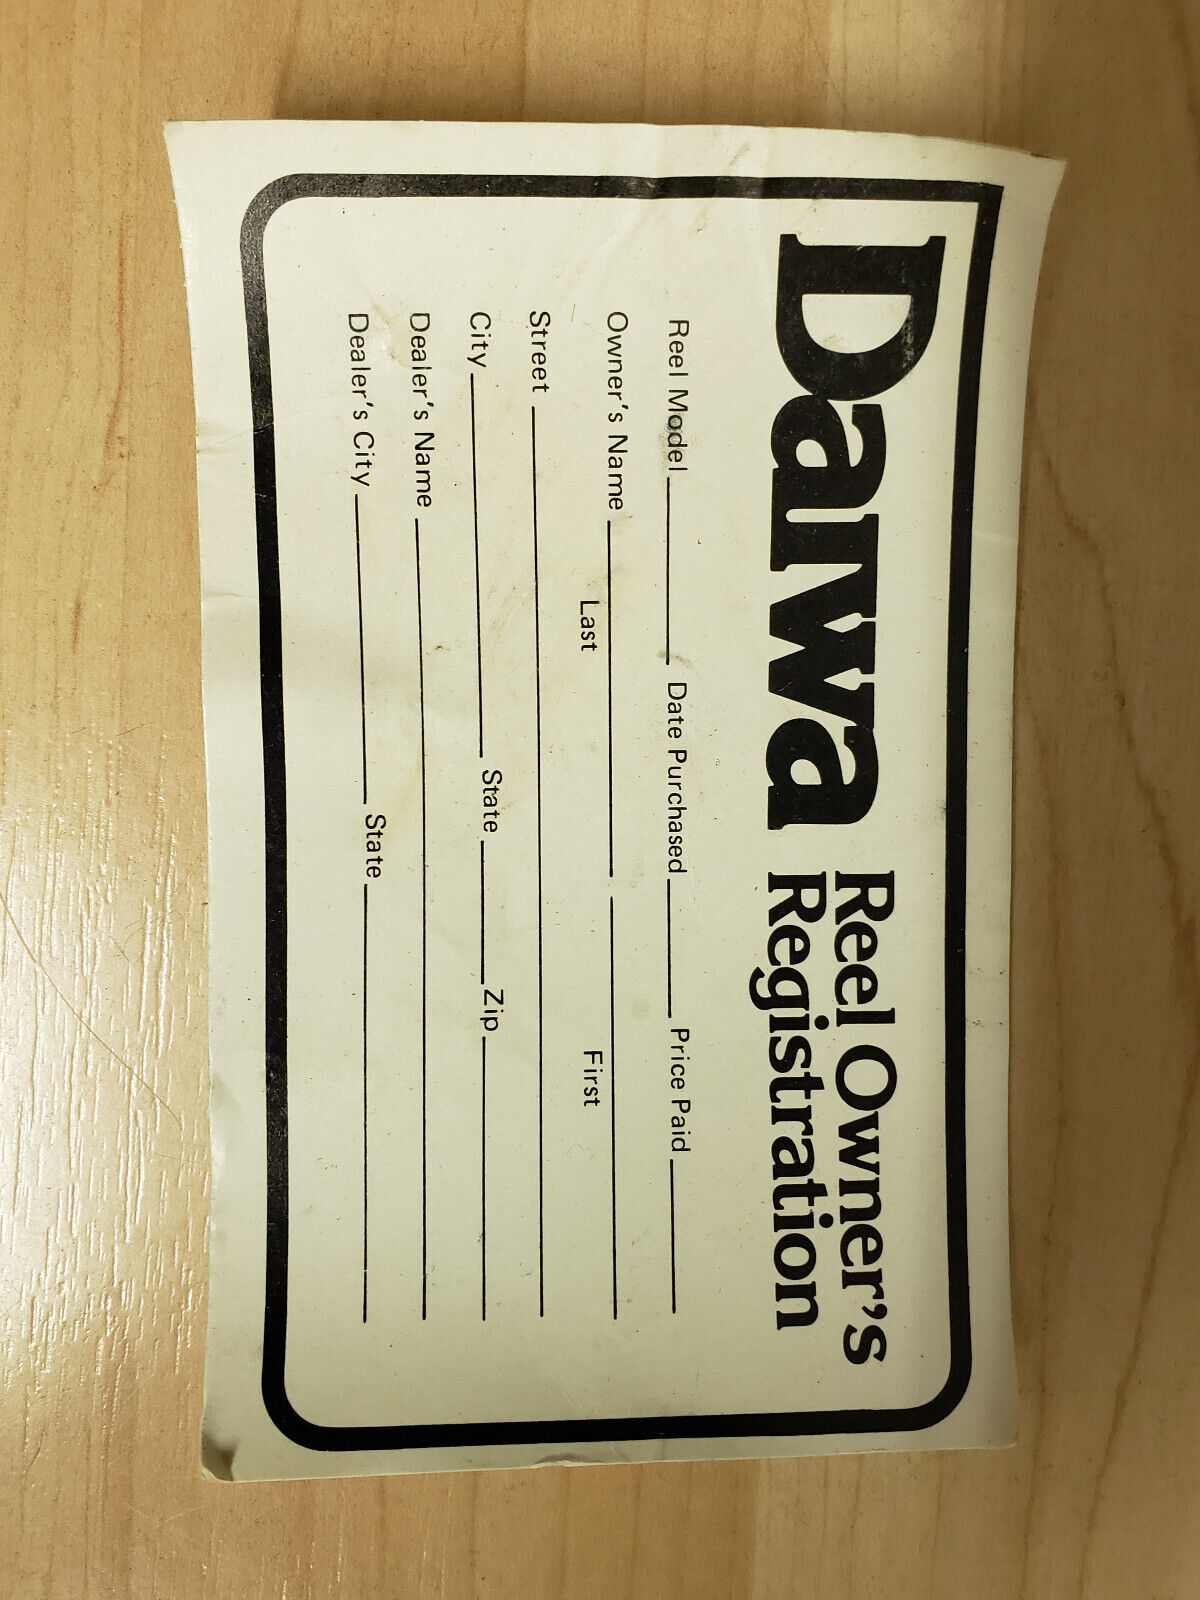 Daiwa Reel Owner's
Registration
Reel Model Date Purchased Price Paid
Owner's Name
Last First
Street
City State Zip
Dealer's Name
Dealer's City State